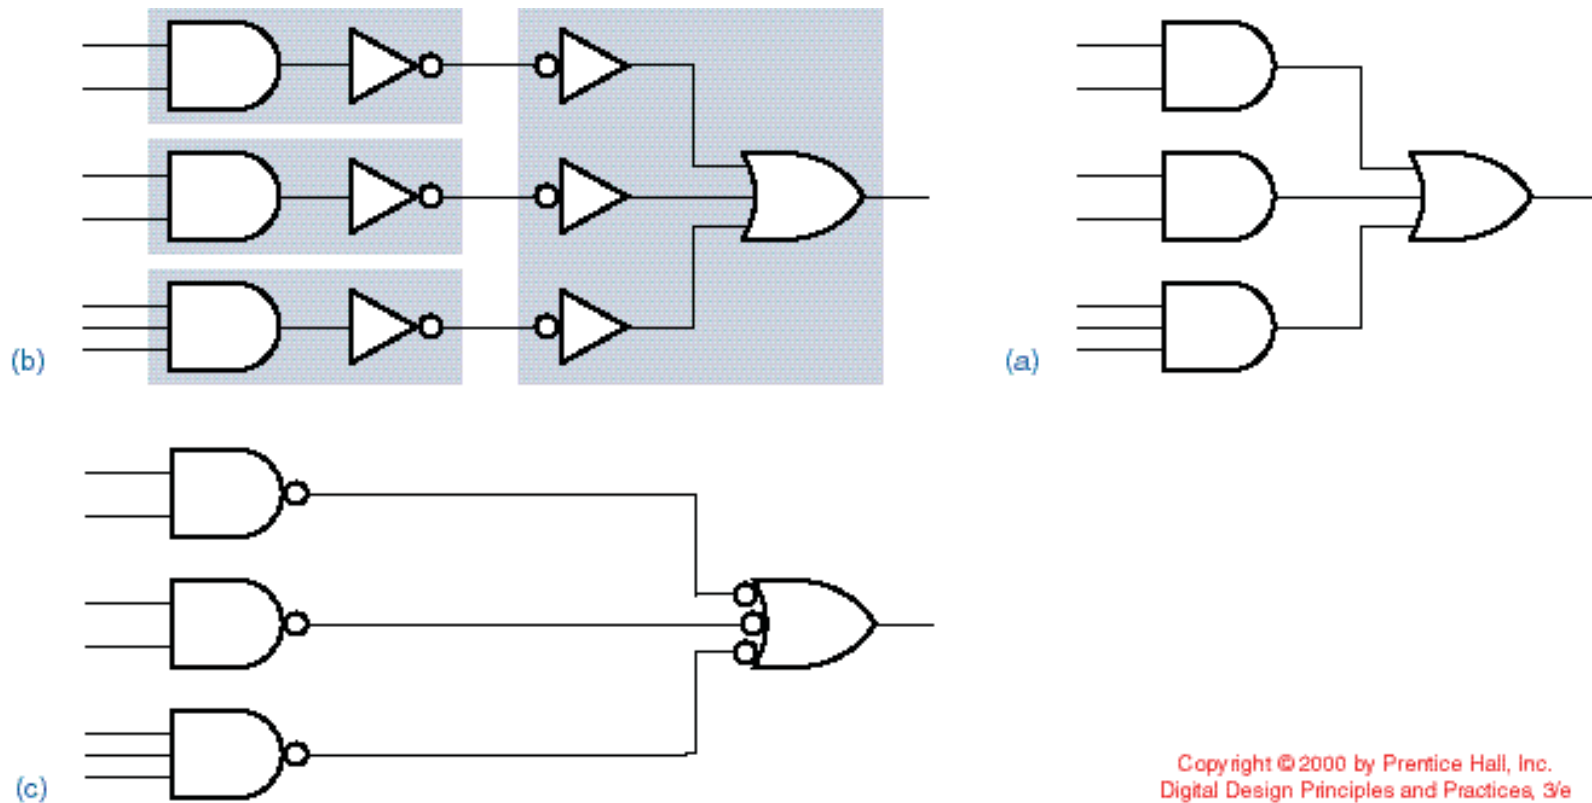 (b)
(a)
(c)
Copyright © 2000 by Prentice Hall, Inc.
Digital Design Principles and Practices, 3/e